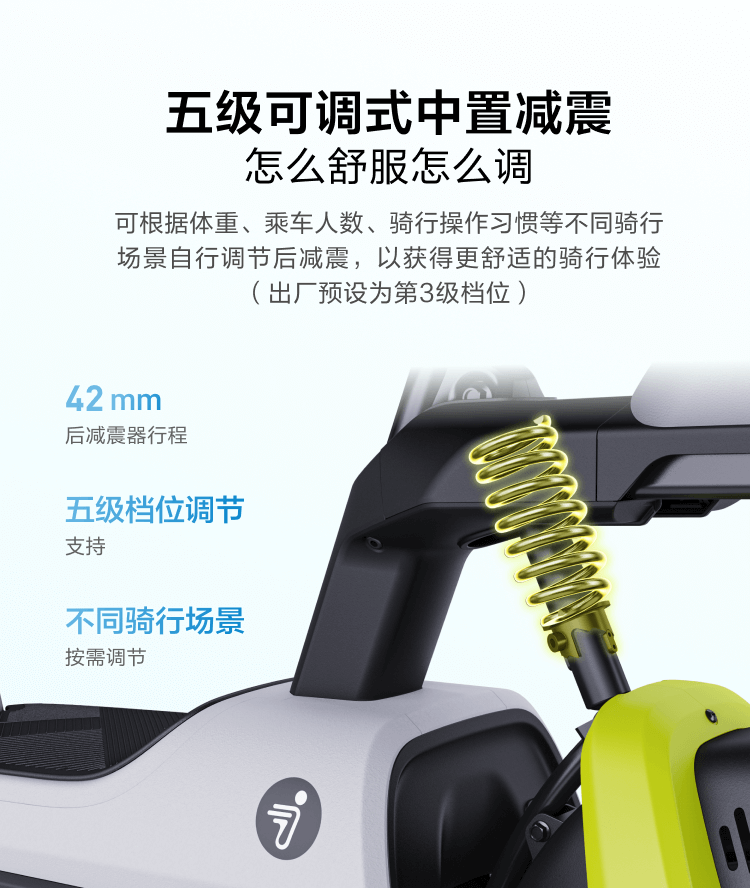 五级可调式中置减震
怎么舒服怎么调
可根据体重、乘车人数、骑行操作习惯等不同骑行
场景自行调节后减震，以获得更舒适的骑行体验
（出厂预设为第3级档位）
42 mm
后减震器行程
五级档位调节
支持
不同骑行场景
按需调节